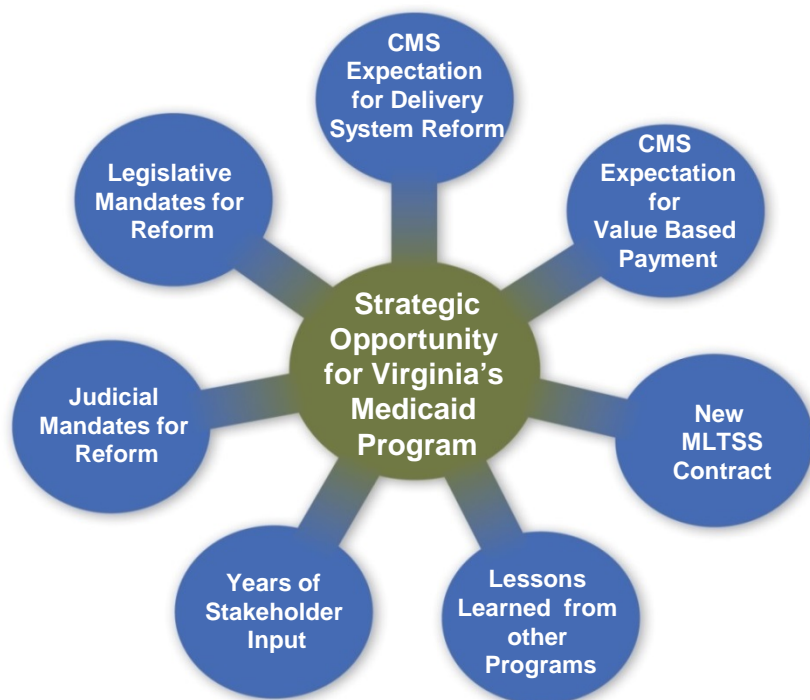 CMS
Expectation
for Delivery
System Reform
CMS
Expectation
for
Value Based
Payment
Legislative
Mandates for
Reform
Strategic
Opportunity
for Virginia's
Medicaid
Program
Judicial
Mandates for
Reform
New
MLTSS
Contract
Years of
Stakeholder
Input
Lessons
Learned from
other
Programs